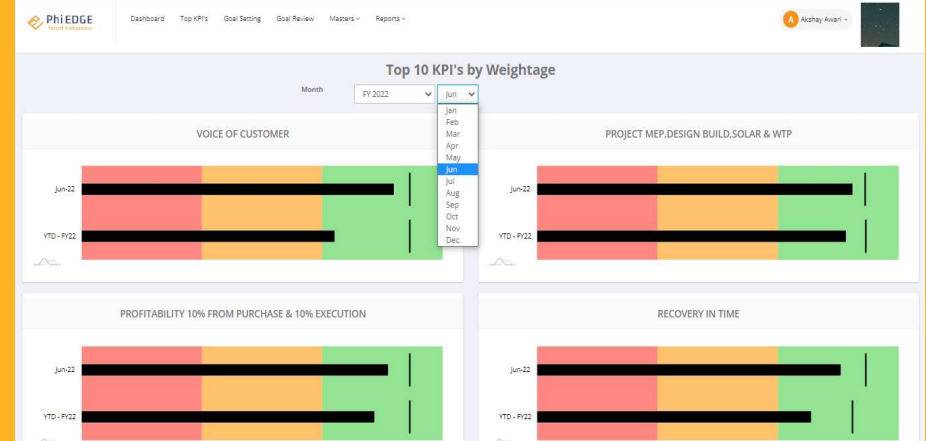 PhiEDGE
Dashboard Top KPI's Goal Setting Goal Review Masters Reports
A Akshay Awari
Top 10 KPI's by Weightage
Month FY 2022 Jun
Jan
Feb
Mar
Apr
May
Jun
Jul
Aug
Sep
Oct
Nov
Dec
VOICE OF CUSTOMER
Jun-22
YTD - FY22
PROJECT MEP,DESIGN BUILD,SOLAR & WTP
Jun-22
YTD - FY22
PROFITABILITY 10% FROM PURCHASE & 10% EXECUTION
Jun-22
YTD - FY22
RECOVERY IN TIME
Jun-22
YTD - FY22